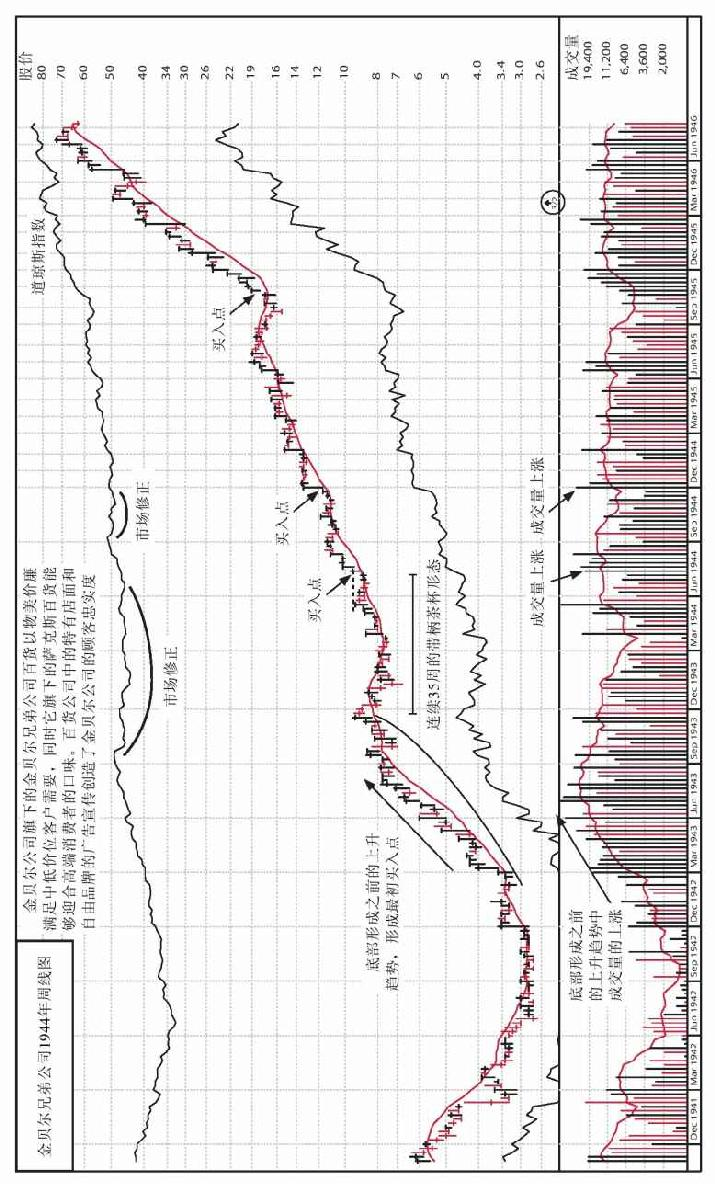 金贝尔兄弟公司1944年周线图
金贝尔公司旗下的金贝尔兄弟公司百货以物美价廉
满足中低价位客户需要，同时它旗下的萨克斯百货能
够迎合高端消费者的口味。百货公司中的特有店面和
自由品牌的广告宣传创造了金贝尔公司的顾客忠实度
股价
80
70
60
50
40
34
30
26
22
19
16
14
12
10
8
7
6
5
4.0
3.4
3.0
2.6
道琼斯指数
市场修正
市场修正
买入点
买入点
买入点
底部形成之前的上升
趋势，形成最初买入点
连续35周的带柄茶杯形态
底部形成之前
的上升趋势中
成交量的上涨
成交量上涨
成交量上涨
成交量
19,400
11,200
6,400
3,600
2,000
Dec 1941
Mar 1942
Jun 1942
Sep 1942
Dec 1942
Mar 1943
Jun 1943
Sep 1943
Dec 1943
Mar 1944
Jun 1944
Sep 1944
Dec 1944
Mar 1945
Jun 1945
Sep 1945
Dec 1945
Mar 1946
Jun 1946